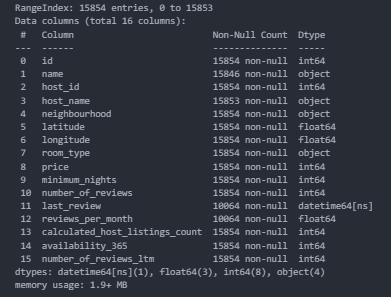 RangeIndex: 15854 entries, 0 to 15853
Data columns (total 16 columns):
 #   Column                          Non-Null Count  Dtype
---  ------                          --------------  -----
 0   id                              15854 non-null  int64
 1   name                            15846 non-null  object
 2   host_id                         15854 non-null  int64
 3   host_name                       15853 non-null  object
 4   neighbourhood                   15854 non-null  object
 5   latitude                        15854 non-null  float64
 6   longitude                       15854 non-null  float64
 7   room_type                       15854 non-null  object
 8   price                           15854 non-null  int64
 9   minimum_nights                  15854 non-null  int64
 10  number_of_reviews               15854 non-null  int64
 11  last_review                     10064 non-null  datetime64[ns]
 12  reviews_per_month               10064 non-null  float64
 13  calculated_host_listings_count  15854 non-null  int64
 14  availability_365                15854 non-null  int64
 15  number_of_reviews_ltm           15854 non-null  int64
dtypes: datetime64[ns](1), float64(3), int64(8), object(4)
memory usage: 1.9+ MB